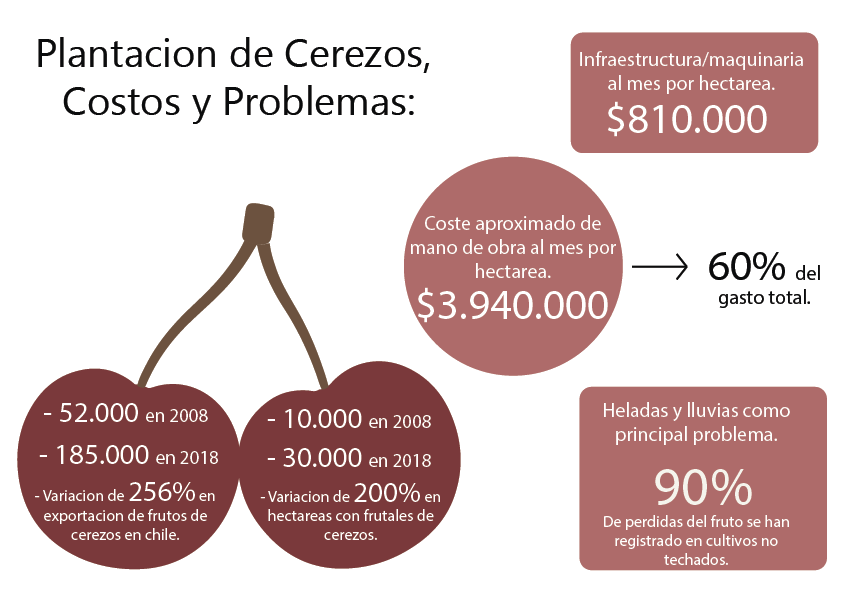 Plantacion de Cerezos,
Costos y Problemas:
Infraestructura/maquinaria
al mes por hectarea.
$810.000
Coste aproximado de
mano de obra al mes por
hectarea.
$3.940.000
60% del
gasto total.
- 52.000 en 2008
- 185.000 en 2018
- Variacion de 256% en
exportacion de frutos de
cerezos en chile.
- 10.000 en 2008
- 30.000 en 2018
- Variacion de 200% en
hectareas con frutales de
cerezos.
Heladas y lluvias como
principal problema.
90%
De perdidas del fruto se han
registrado en cultivos no
techados.